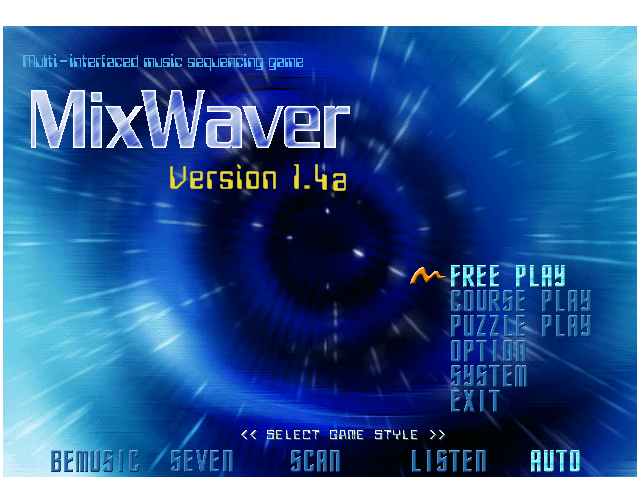 Multi-interfaced music sequencing game
MixWaver
Version 1.4a
FREE PLAY
COURSE PLAY
PUZZLE PLAY
OPTION
SYSTEM
EXIT
<< SELECT GAME STYLE >>
BEMUSIC SEVEN SCAN LISTEN AUTO